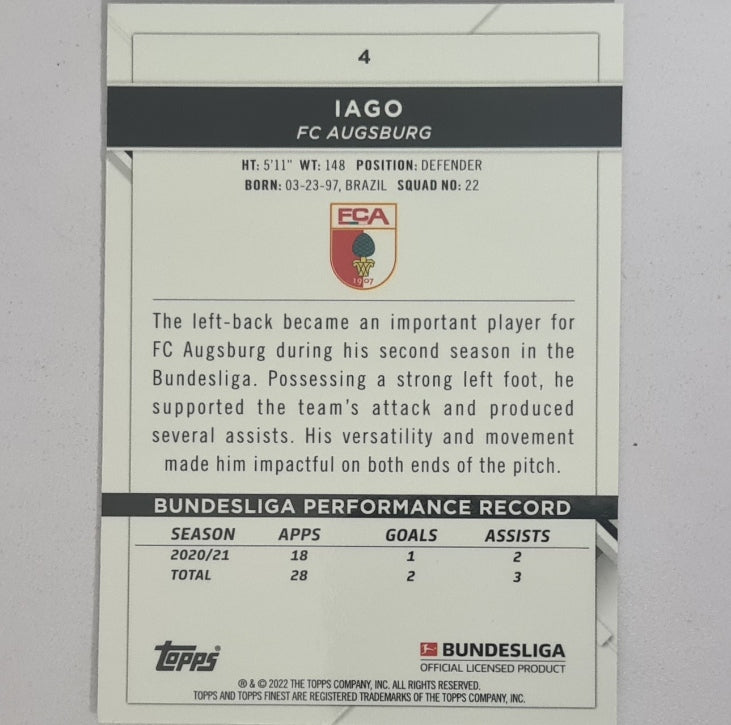 4
IAGO
FC AUGSBURG
HT: 5'11" WT: 148 POSITION: DEFENDER
BORN: 03-23-97, BRAZIL SQUAD NO: 22
FCA
1907
The left-back became an important player for
FC Augsburg during his second season in the
Bundesliga. Possessing a strong left foot, he
supported the team's attack and produced
several assists. His versatility and movement
made him impactful on both ends of the pitch.
BUNDESLIGA PERFORMANCE RECORD
SEASON APPS GOALS ASSISTS
2020/21 18 1 2
TOTAL 28 2 3
topps
BUNDESLIGA
OFFICIAL LICENSED PRODUCT
® & © 2022 THE TOPPS COMPANY, INC. ALL RIGHTS RESERVED.
TOPPS AND TOPPS FINEST ARE REGISTERED TRADEMARKS OF THE TOPPS COMPANY, INC.